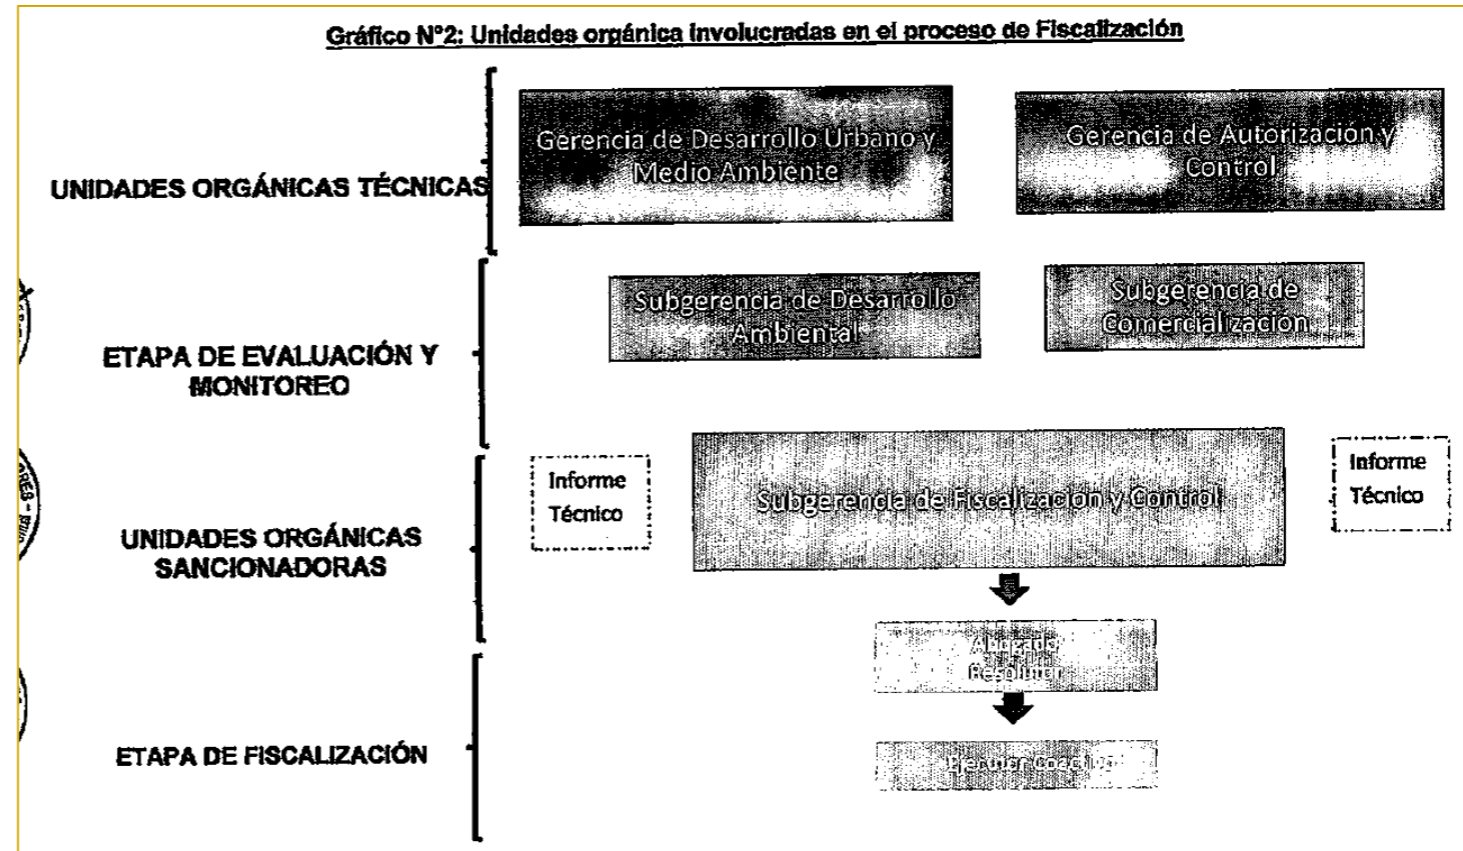 Gráfico N°2: Unidades orgánica involucradas en el proceso de Fiscalización
UNIDADES ORGÁNICAS TÉCNICAS
Gerencia de Desarrollo Urbano y
Medio Ambiente
Gerencia de Autorización y
Control
ETAPA DE EVALUACIÓN Y
MONITOREO
Subgerencia de Desarrollo
Ambiental
Subgerencia de
Comercialización
UNIDADES ORGÁNICAS
SANCIONADORAS
Informe
Técnico
Subgerencia de Fiscalización y Control
Informe
Técnico
Abogado
Resolutor
ETAPA DE FISCALIZACIÓN
Ejecutor Coactivo